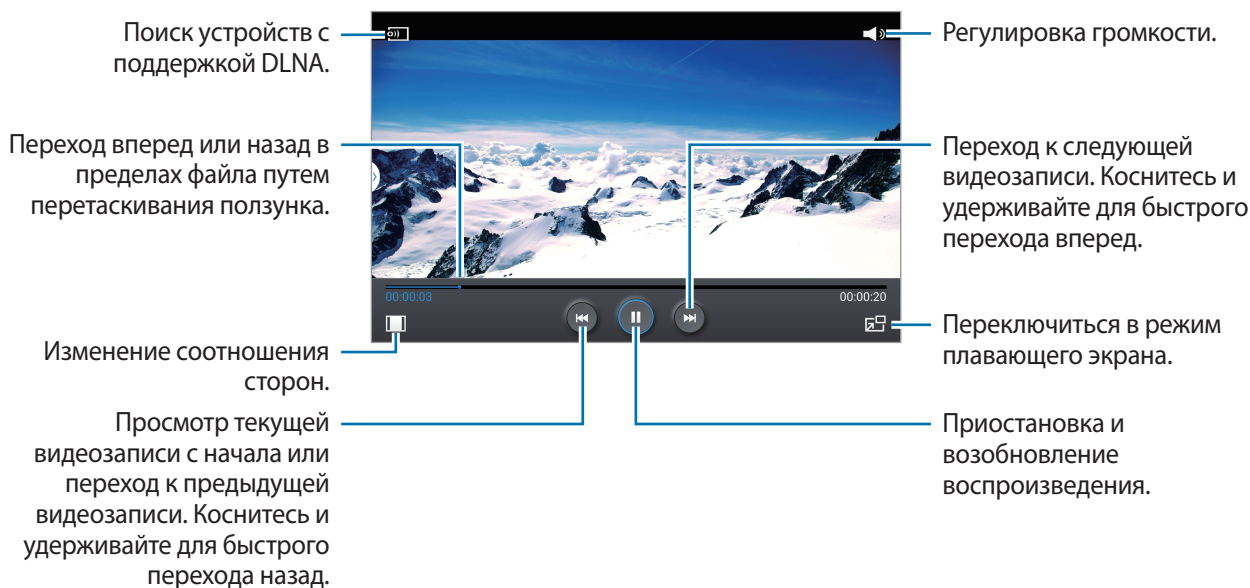 Поиск устройств с
поддержкой DLNA.
Переход вперед или назад в
пределах файла путем
перетаскивания ползунка.
Изменение соотношения
сторон.
Просмотр текущей
видеозаписи с начала или
переход к предыдущей
видеозаписи. Коснитесь и
удерживайте для быстрого
перехода назад.
00:00:03
00:00:20
Регулировка громкости.
Переход к следующей
видеозаписи. Коснитесь и
удерживайте для быстрого
перехода вперед.
Переключиться в режим
плавающего экрана.
Приостановка и
возобновление
воспроизведения.